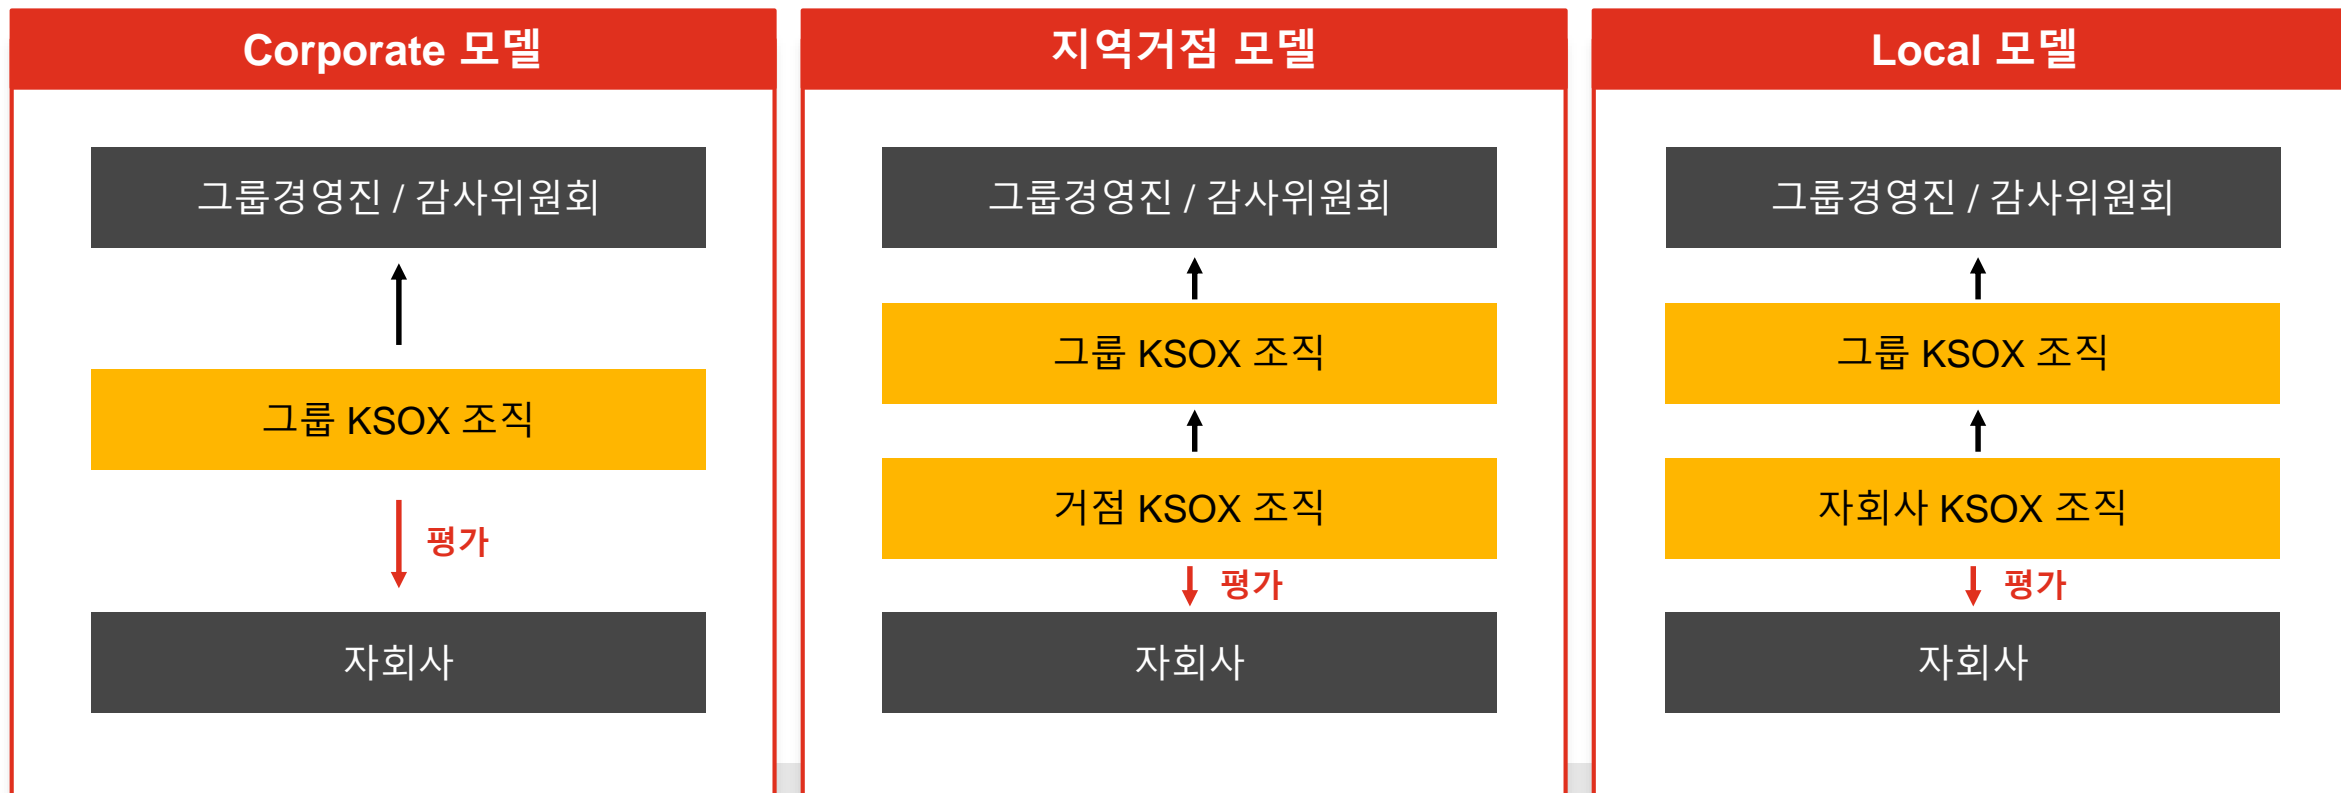 Corporate 모델
그룹경영진 / 감사위원회
그룹 KSOX 조직
평가
자회사
지역거점 모델
그룹경영진 / 감사위원회
그룹 KSOX 조직
거점 KSOX 조직
평가
자회사
Local 모델
그룹경영진 / 감사위원회
그룹 KSOX 조직
자회사 KSOX 조직
평가
자회사